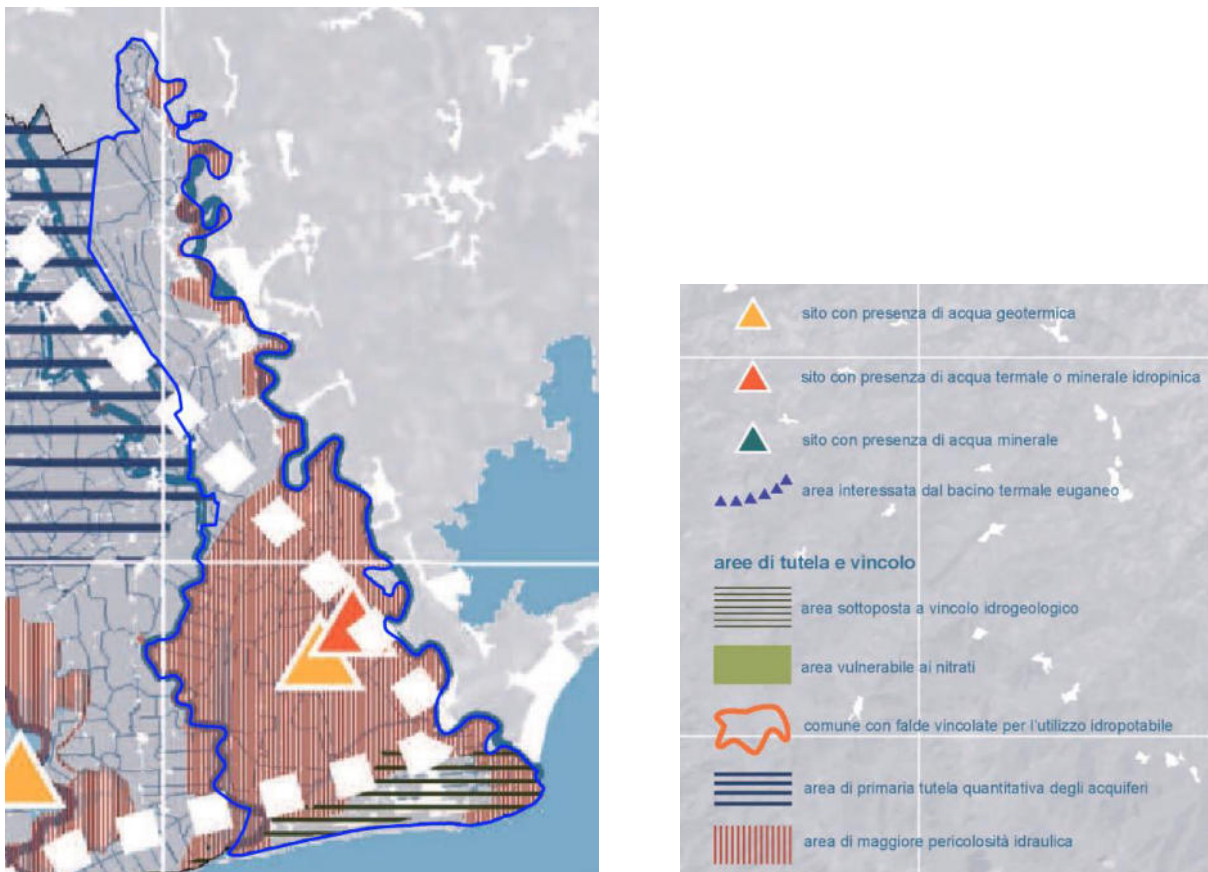 sito con presenza di acqua geotermica
sito con presenza di acqua termale o minerale idropinica
sito con presenza di acqua minerale
area interessata dal bacino termale euganeo
aree di tutela e vincolo
area sottoposta a vincolo idrogeologico
area vulnerabile ai nitrati
comune con falde vincolate per l'utilizzo idropotabile
area di primaria tutela quantitativa degli acquiferi
area di maggiore pericolosità idraulica